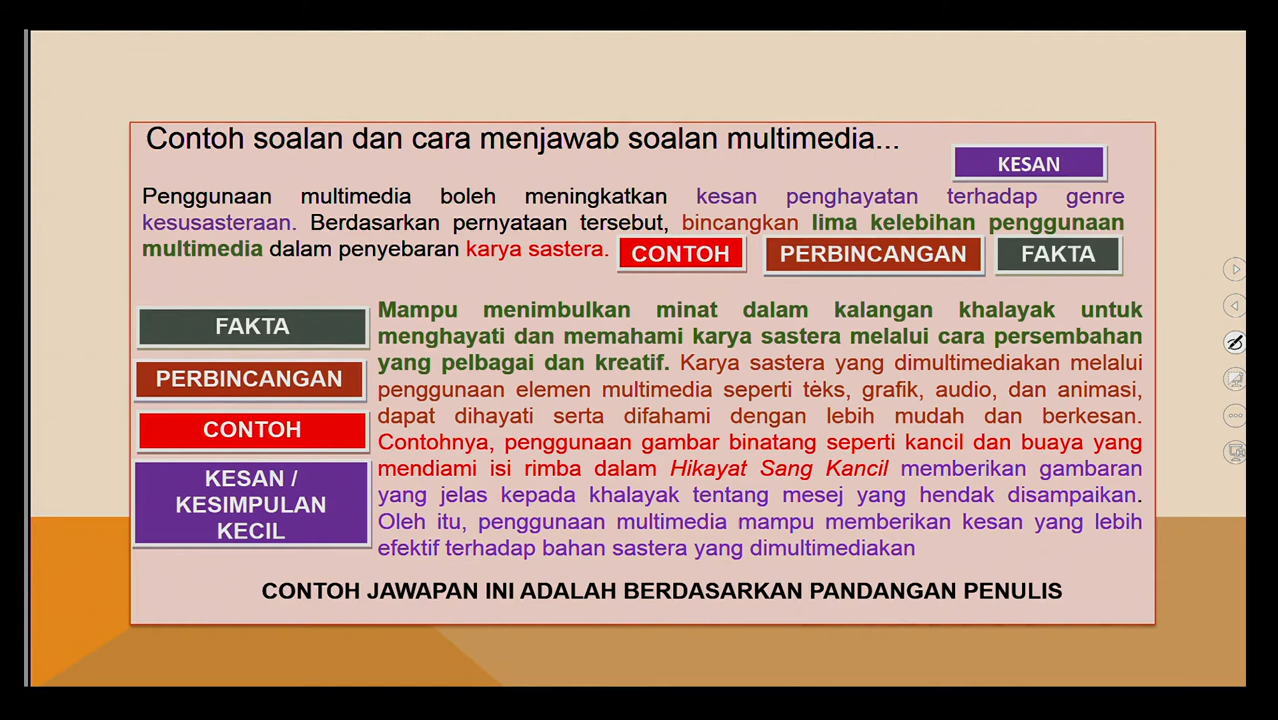 Contoh soalan dan cara menjawab soalan multimedia...
KESAN
Penggunaan multimedia boleh meningkatkan kesan penghayatan terhadap genre
kesusasteraan. Berdasarkan pernyataan tersebut, bincangkan lima kelebihan penggunaan
multimedia dalam penyebaran karya sastera.
CONTOH
PERBINCANGAN
FAKTA
FAKTA
PERBINCANGAN
CONTOH
KESAN /
KESIMPULAN
KECIL
Mampu menimbulkan minat dalam kalangan khalayak untuk
menghayati dan memahami karya sastera melalui cara persembahan
yang pelbagai dan kreatif. Karya sastera yang dimultimediakan melalui
penggunaan elemen multimedia seperti teks, grafik, audio, dan animasi,
dapat dihayati serta difahami dengan lebih mudah dan berkesan.
Contohnya, penggunaan gambar binatang seperti kancil dan buaya yang
mendiami isi rimba dalam Hikayat Sang Kancil memberikan gambaran
yang jelas kepada khalayak tentang mesej yang hendak disampaikan.
Oleh itu, penggunaan multimedia mampu memberikan kesan yang lebih
efektif terhadap bahan sastera yang dimultimediakan
CONTOH JAWAPAN INI ADALAH BERDASARKAN PANDANGAN PENULIS